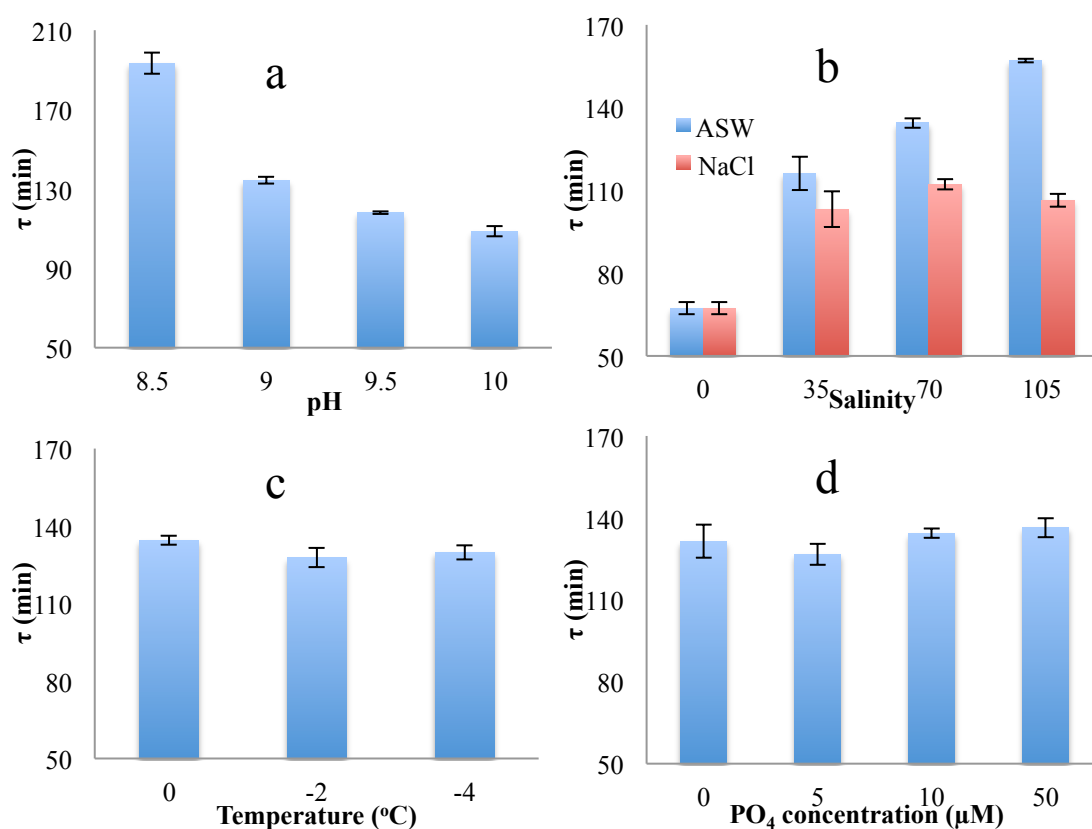 a
τ (min)
210
170
130
90
50
8.5 9 9.5 10
pH
b
ASW
NaCl
τ (min)
170
140
110
80
50
0 35 70 105
Salinity
c
τ (min)
170
140
110
80
50
0 -2 -4
Temperature (°C)
d
τ (min)
170
140
110
80
50
0 5 10 50
PO₄ concentration (µM)